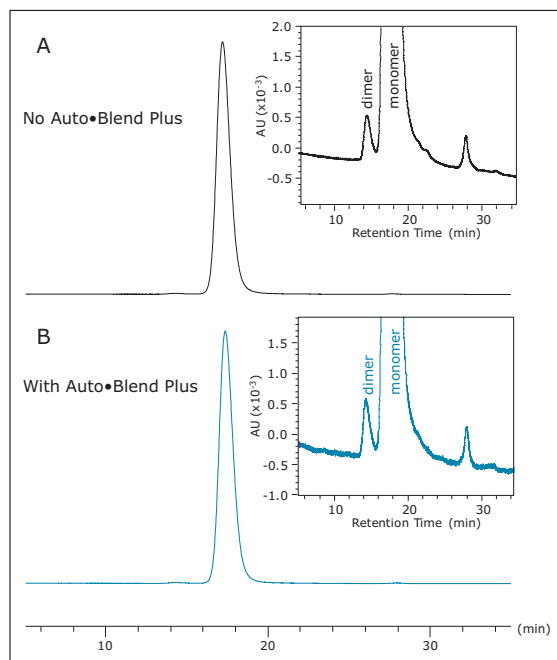 A
No Auto•Blend Plus
2.0
1.5
1.0
0.5
0.0
-0.5
AU (x10-3)
dimer
monomer
10 20 30
Retention Time (min)
B
With Auto•Blend Plus
1.5
1.0
0.5
0.0
-0.5
-1.0
AU (x10-3)
dimer
monomer
10 20 30
Retention Time (min)
10 20 30 (min)